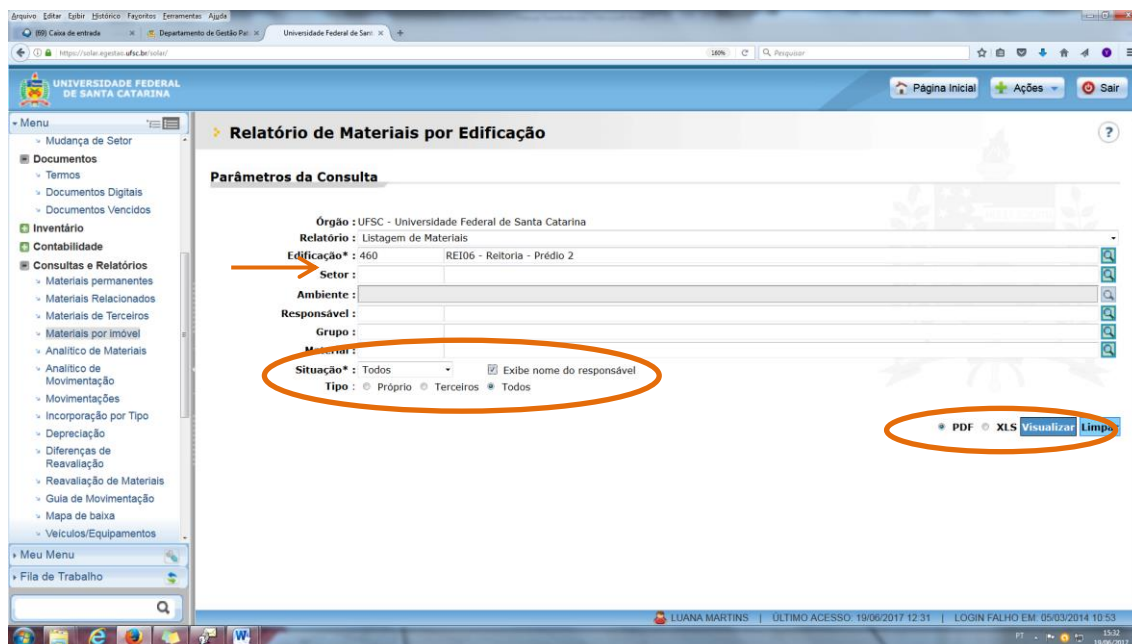 Arquivo Editar Exibir Histórico Favoritos Ferramentas Ajuda
(69) Caixa de entrada × Departamento de Gestão Pat × Universidade Federal de Sant × +
https://solar.egestao.ufsc.br/solar/ 160% Pesquisar
UNIVERSIDADE FEDERAL
DE SANTA CATARINA
Página Inicial Ações Sair
Menu
Mudança de Setor
Documentos
Termos
Documentos Digitais
Documentos Vencidos
Inventário
Contabilidade
Consultas e Relatórios
Materiais permanentes
Materiais Relacionados
Materiais de Terceiros
Materiais por imóvel
Analítico de Materiais
Analítico de
Movimentação
Movimentações
Incorporação por Tipo
Depreciação
Diferenças de
Reavaliação
Reavaliação de Materiais
Guia de Movimentação
Mapa de baixa
Veículos/Equipamentos
Meu Menu
Fila de Trabalho
Relatório de Materiais por Edificação ?
Parâmetros da Consulta
Órgão : UFSC - Universidade Federal de Santa Catarina
Relatório : Listagem de Materiais
Edificação* : 460 REI06 - Reitoria - Prédio 2
Setor :
Ambiente :
Responsável :
Grupo :
Material :
Situação* : Todos Exibe nome do responsável
Tipo : Próprio Terceiros Todos
PDF XLS Visualizar Limpar
LUANA MARTINS | ÚLTIMO ACESSO: 19/06/2017 12:31 | LOGIN FALHO EM: 05/03/2014 10:53
PT 15:32
19/06/2017